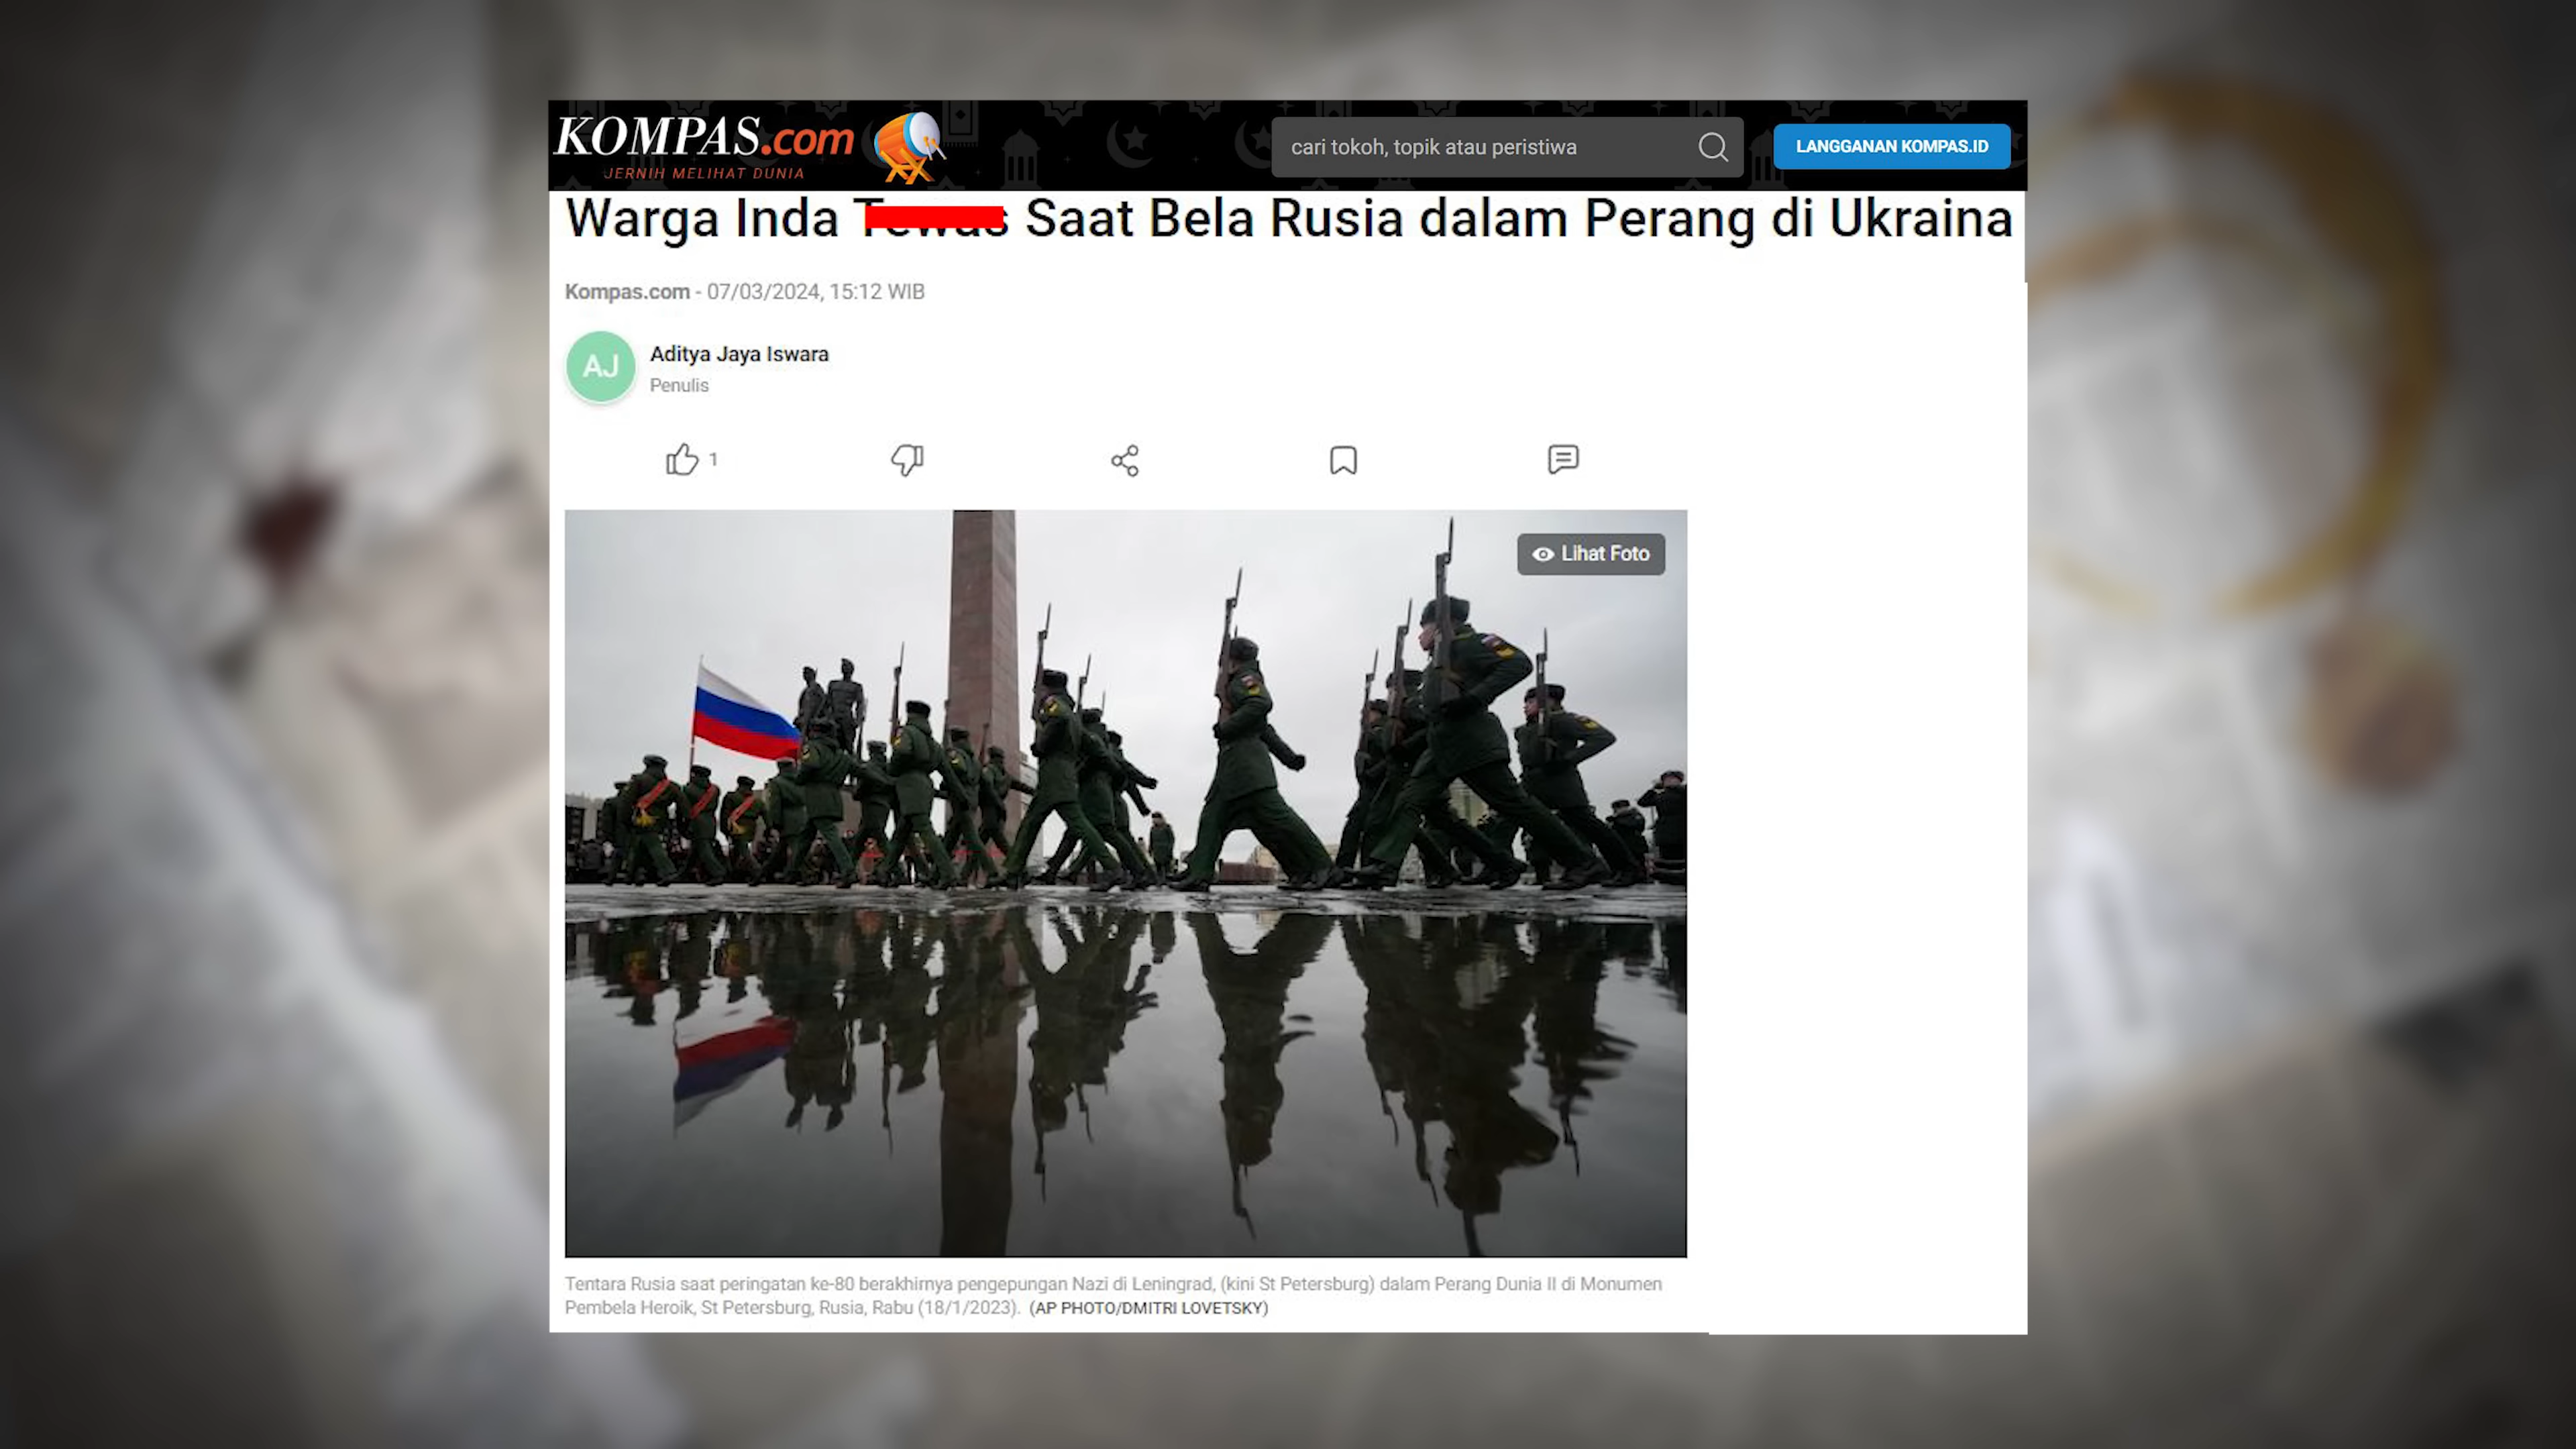 KOMPAS.com
JERNIH MELIHAT DUNIA
cari tokoh, topik atau peristiwa
LANGGANAN KOMPAS.ID
Warga Inda Tewas Saat Bela Rusia dalam Perang di Ukraina
Kompas.com - 07/03/2024, 15:12 WIB
AJ
Aditya Jaya Iswara
Penulis
1
Lihat Foto
Tentara Rusia saat peringatan ke-80 berakhirnya pengepungan Nazi di Leningrad, (kini St Petersburg) dalam Perang Dunia II di Monumen
Pembela Heroik, St Petersburg, Rusia, Rabu (18/1/2023). (AP PHOTO/DMITRI LOVETSKY)